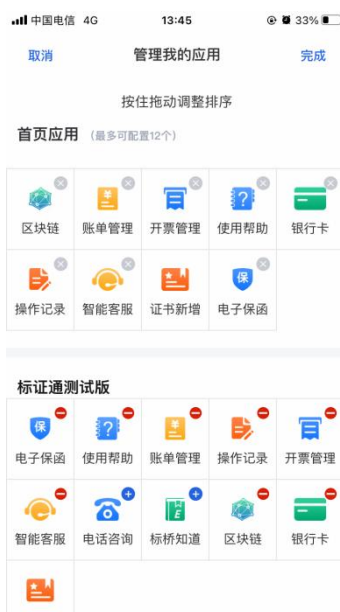 中国电信 4G 13:45 33%
取消 管理我的应用 完成
按住拖动调整排序
首页应用 (最多可配置12个)
区块链 账单管理 开票管理 使用帮助 银行卡
保
操作记录 智能客服 证书新增 电子保函
标证通测试版
保
电子保函 使用帮助 账单管理 操作记录 开票管理
智能客服 电话咨询 标桥知道 区块链 银行卡